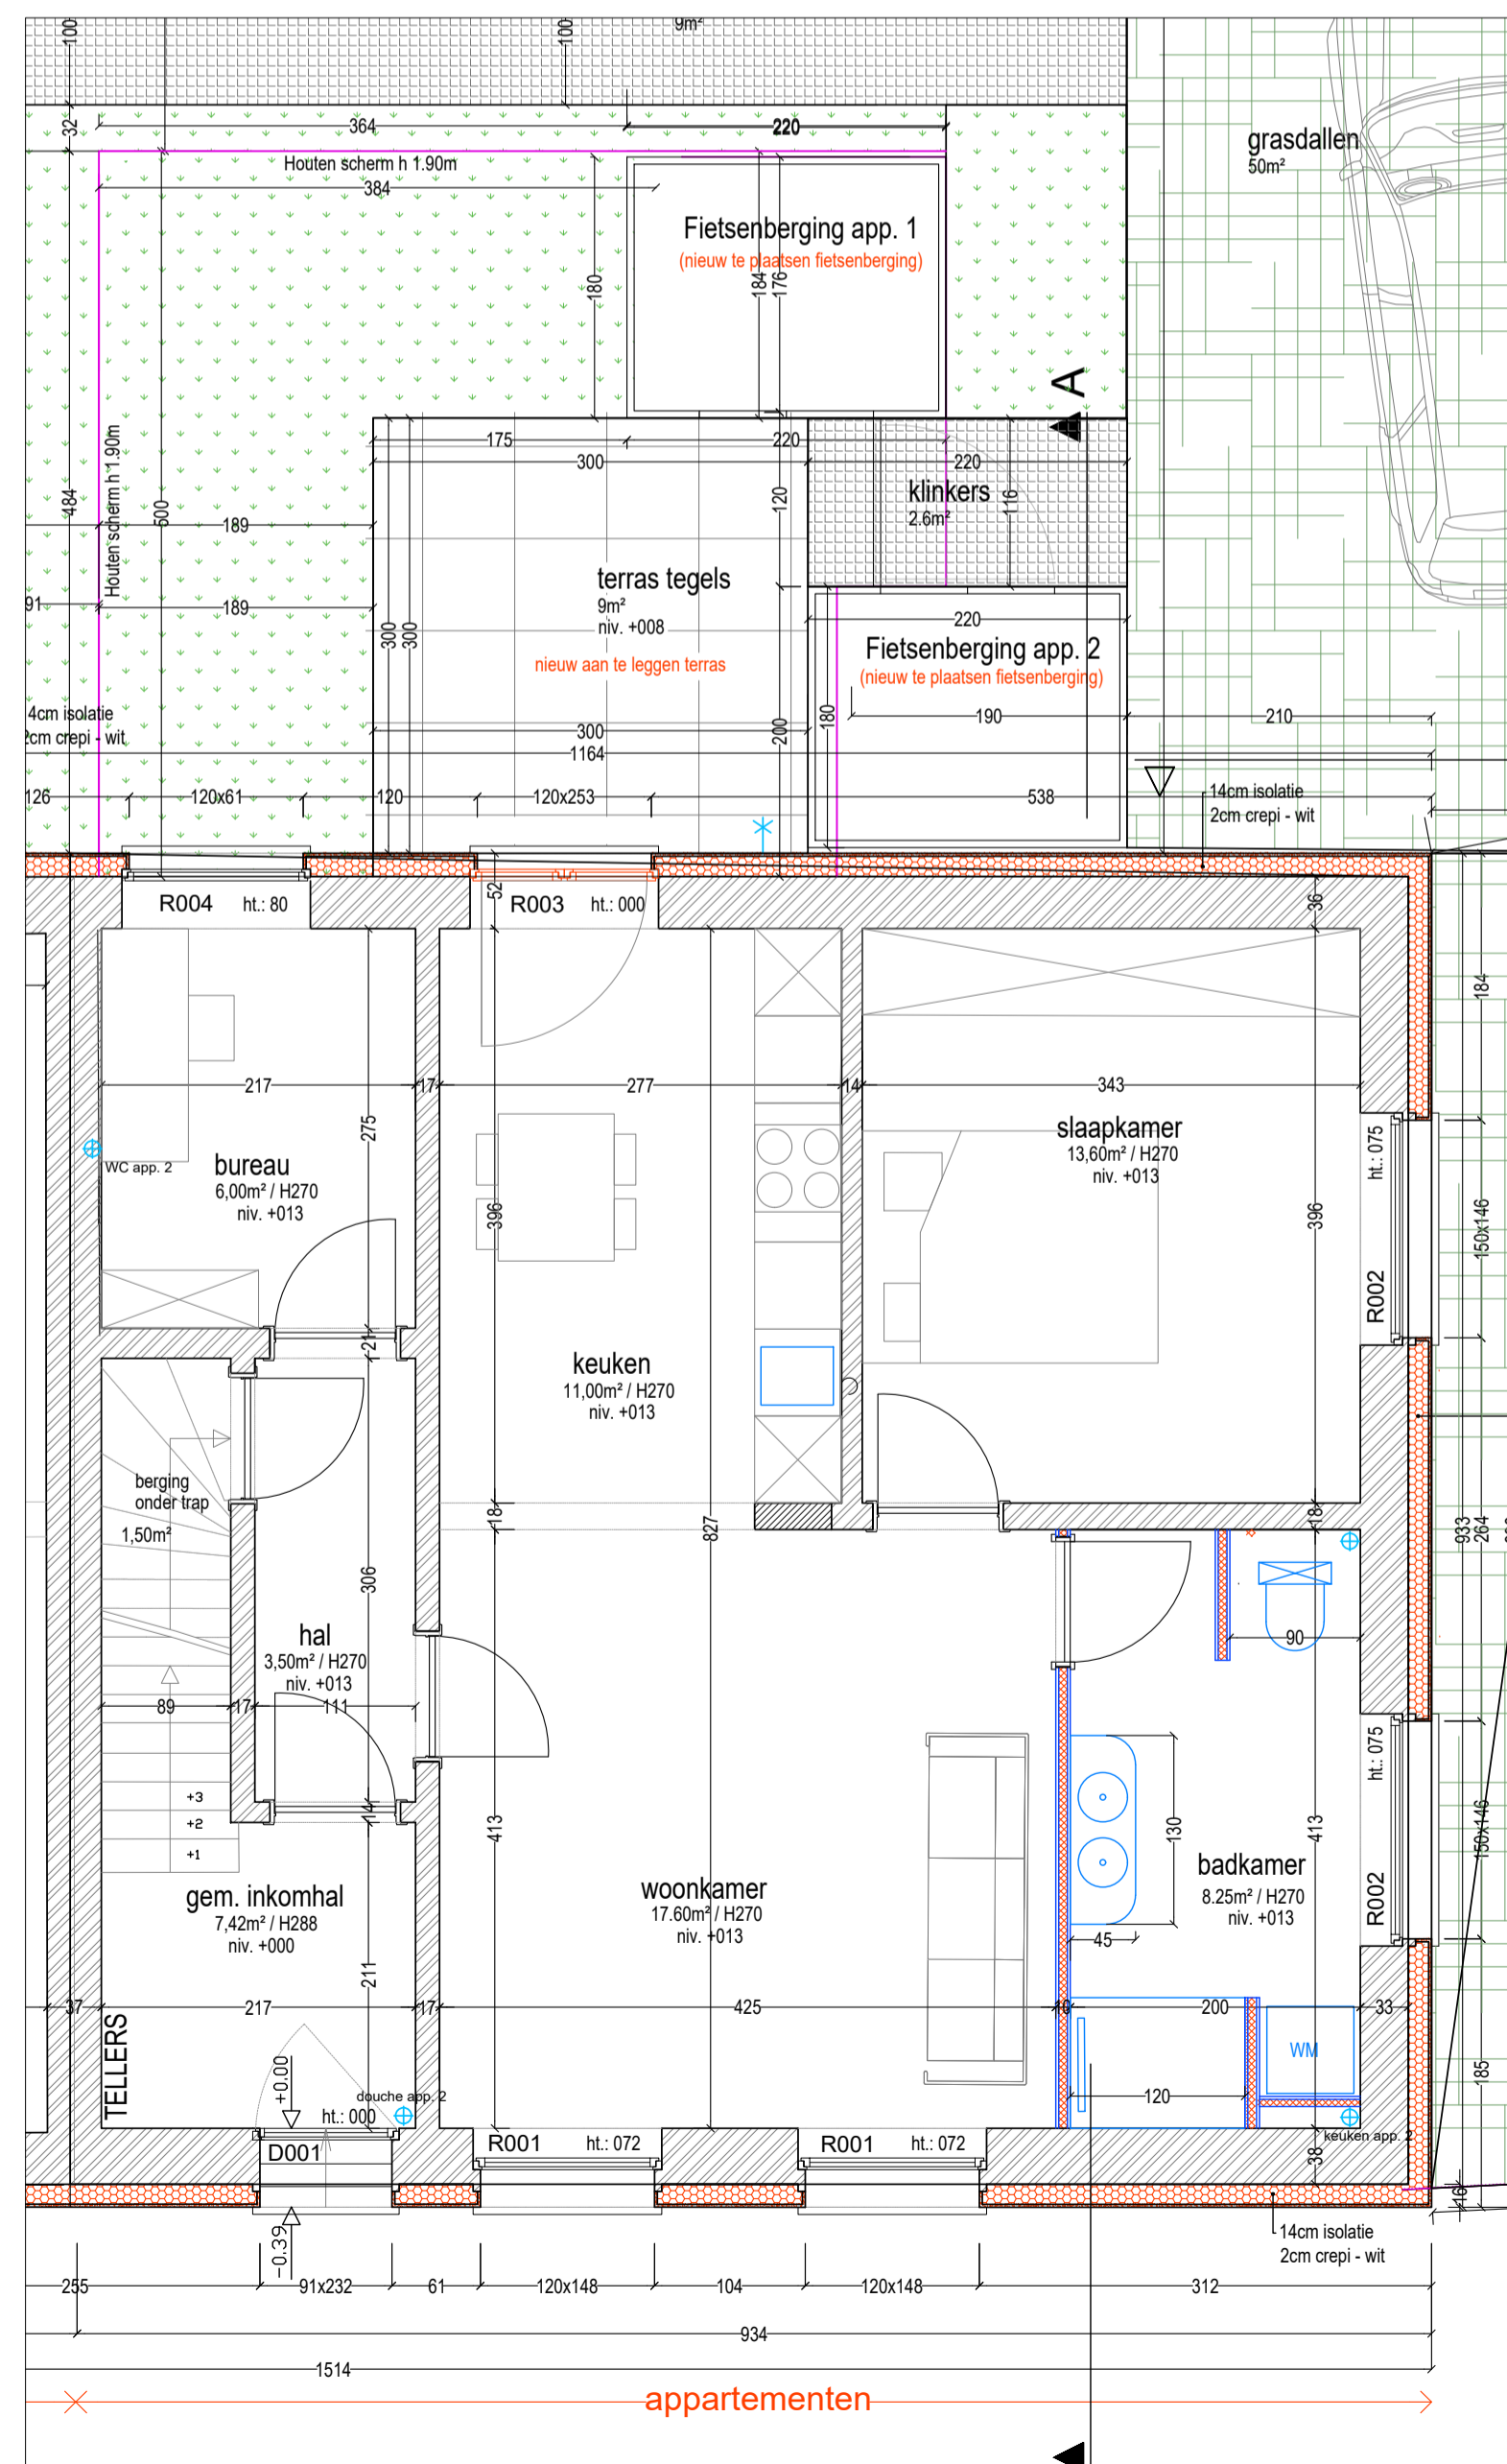 9m²
100
100
32
364
220
Houten scherm h 1.90m
384
grasdallen
50m²
Fietsenberging app. 1
(nieuw te plaatsen fietsenberging)
180
184
176
A
175
220
300
220
klinkers
2.6m²
116
120
Houten scherm h 1.90m
484
500
189
91
189
300
300
terras tegels
9m²
niv. +008
nieuw aan te leggen terras
220
Fietsenberging app. 2
(nieuw te plaatsen fietsenberging)
180
190
210
200
4cm isolatie
2cm crepi - wit
300
1164
126
120x61
120
120x253
538
14cm isolatie
2cm crepi - wit
R004
ht.: 80
52
R003
ht.: 000
36
184
217
17
277
14
343
275
WC app. 2
bureau
6,00m² / H270
niv. +013
slaapkamer
13,60m² / H270
niv. +013
ht.: 075
R002
150x146
396
396
21
keuken
11,00m² / H270
niv. +013
berging
onder trap
1,50m²
18
827
18
933
264
306
hal
3,50m² / H270
niv. +013
90
89
17
111
ht.: 075
R002
150x146
+3
+2
+1
14
413
130
413
gem. inkomhal
7,42m² / H288
niv. +000
woonkamer
17.60m² / H270
niv. +013
badkamer
8.25m² / H270
niv. +013
45
211
37
217
17
425
10
200
33
TELLERS
WM
185
+0.00
douche app. 2
ht.: 000
120
D001
R001
ht.: 072
R001
ht.: 072
keuken app. 2
38
16
-0.39
14cm isolatie
2cm crepi - wit
255
91x232
61
120x148
104
120x148
312
934
1514
appartementen